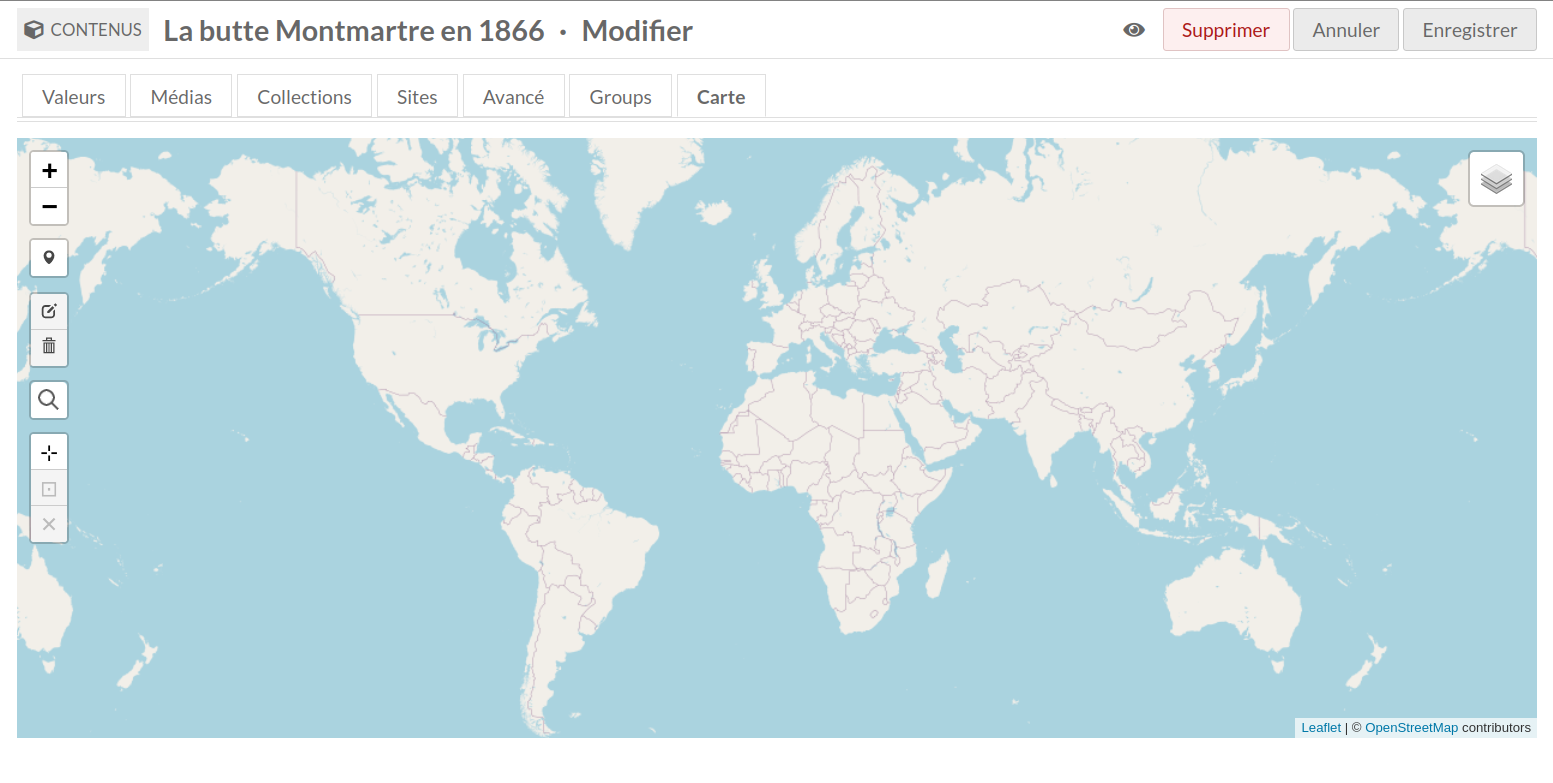 CONTENUS La butte Montmartre en 1866 · Modifier Supprimer Annuler Enregistrer
Valeurs Médias Collections Sites Avancé Groups Carte
+
−
Leaflet | © OpenStreetMap contributors